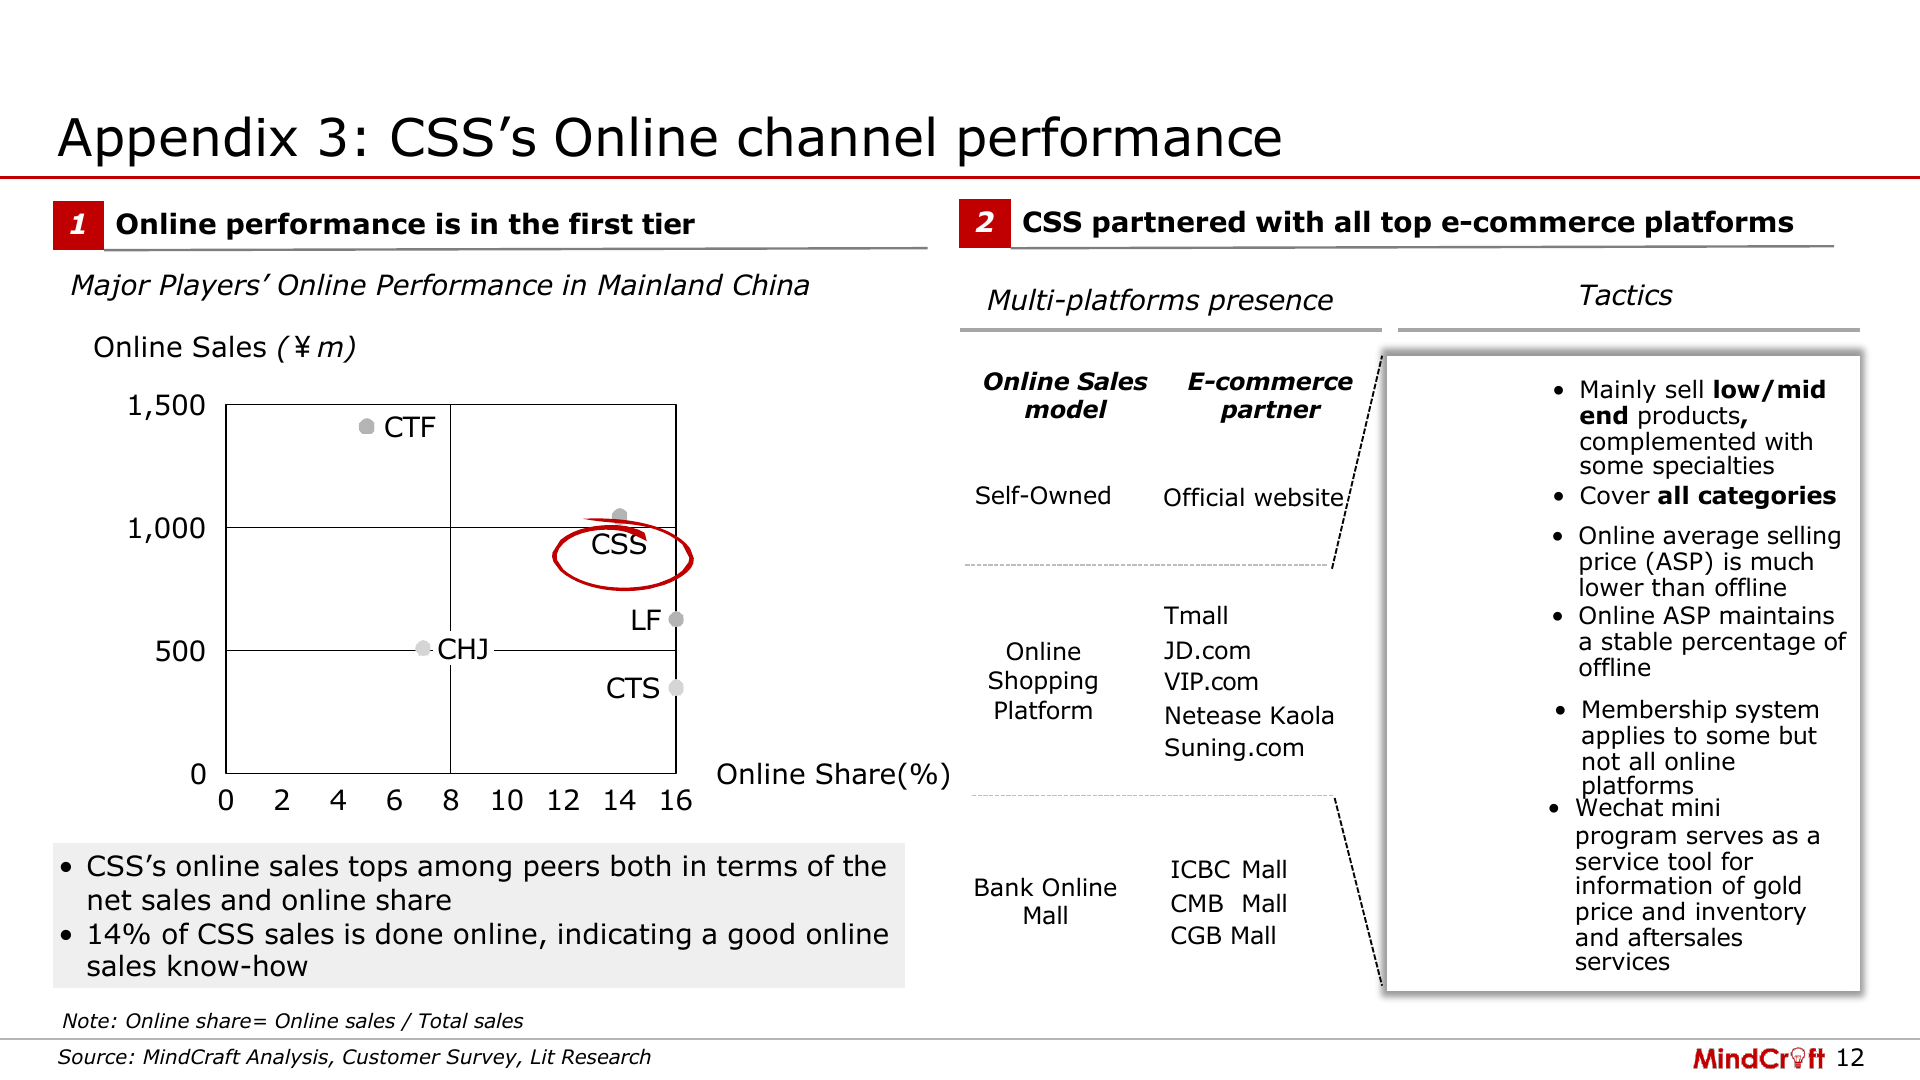 Appendix 3: CSS’s Online channel performance
1 Online performance is in the first tier
Major Players’ Online Performance in Mainland China
Online Sales (¥m)
1,500
1,000
500
0
CTF
CSS
LF
CHJ
CTS
0 2 4 6 8 10 12 14 16
Online Share(%)
• CSS’s online sales tops among peers both in terms of the
net sales and online share
• 14% of CSS sales is done online, indicating a good online
sales know-how
2 CSS partnered with all top e-commerce platforms
Multi-platforms presence
Tactics
Online Sales
model
E-commerce
partner
Self-Owned
Official website
Online
Shopping
Platform
Tmall
JD.com
VIP.com
Netease Kaola
Suning.com
Bank Online
Mall
ICBC Mall
CMB Mall
CGB Mall
• Mainly sell low/mid
end products,
complemented with
some specialties
• Cover all categories
• Online average selling
price (ASP) is much
lower than offline
• Online ASP maintains
a stable percentage of
offline
• Membership system
applies to some but
not all online
platforms
• Wechat mini
program serves as a
service tool for
information of gold
price and inventory
and aftersales
services
Note: Online share= Online sales / Total sales
Source: MindCraft Analysis, Customer Survey, Lit Research
MindCraft 12